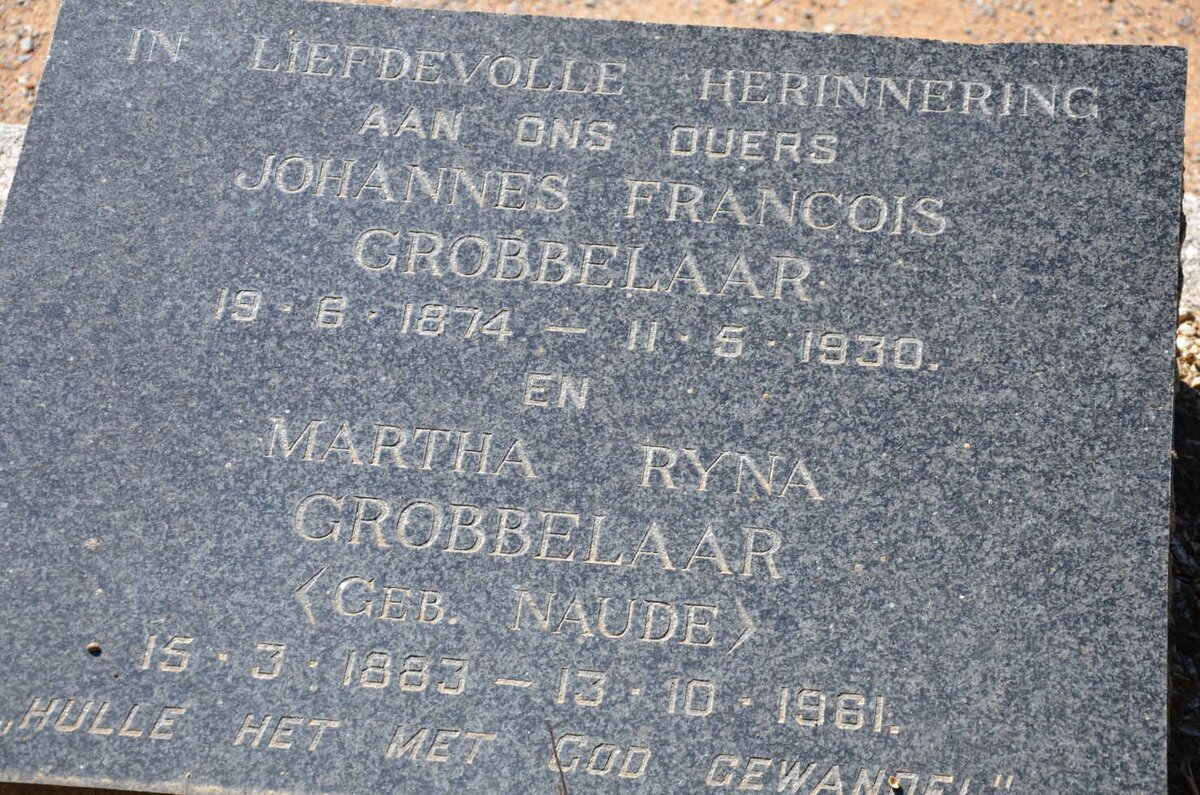 IN LIEFDEVOLLE HERINNERING
AAN ONS OUERS
JOHANNES FRANCOIS
GROBBELAAR
19·6·1874 — 11·5·1930.
EN
MARTHA RYNA
GROBBELAAR
<GEB. NAUDE>
15·3·1883 — 13·10·1961.
„HULLE HET MET GOD GEWANDEL"